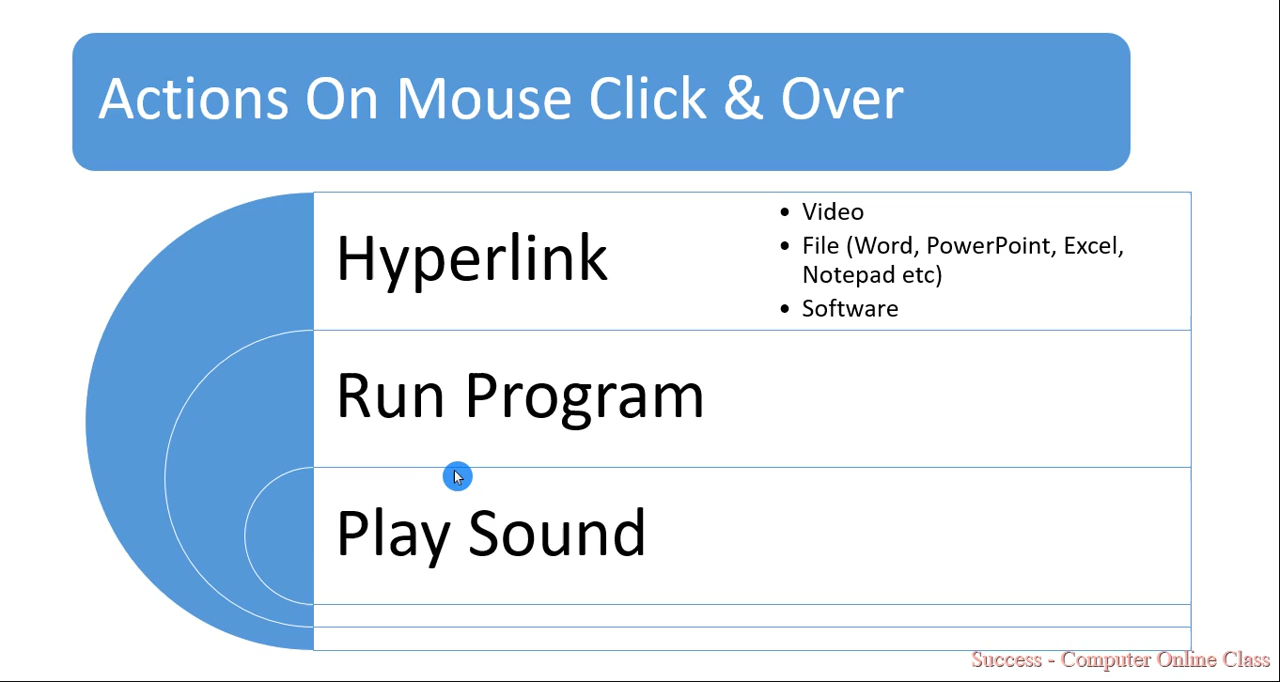 Actions On Mouse Click & Over
Hyperlink
• Video
• File (Word, PowerPoint, Excel,
Notepad etc)
• Software
Run Program
Play Sound
Success - Computer Online Class